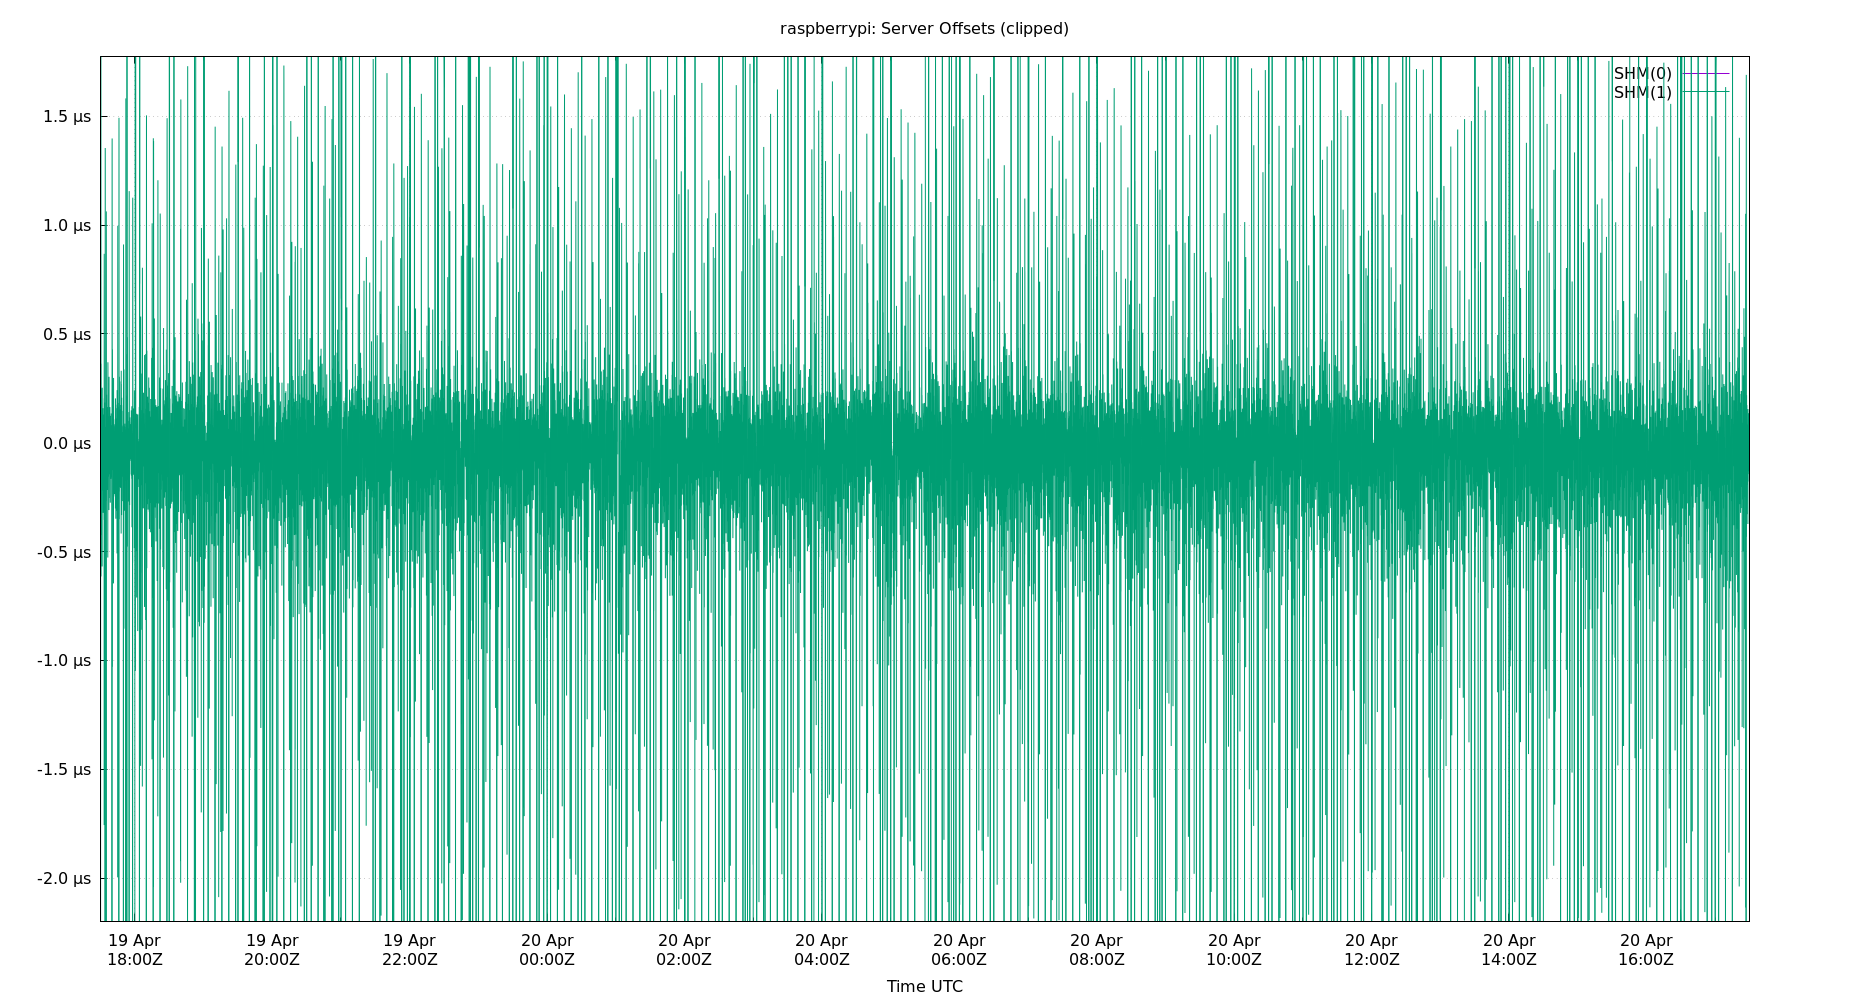 raspberrypi: Server Offsets (clipped)
SHM(0)
SHM(1)
1.5 µs
1.0 µs
0.5 µs
0.0 µs
-0.5 µs
-1.0 µs
-1.5 µs
-2.0 µs
19 Apr 19 Apr 19 Apr 20 Apr 20 Apr 20 Apr 20 Apr 20 Apr 20 Apr 20 Apr 20 Apr 20 Apr
18:00Z 20:00Z 22:00Z 00:00Z 02:00Z 04:00Z 06:00Z 08:00Z 10:00Z 12:00Z 14:00Z 16:00Z
Time UTC